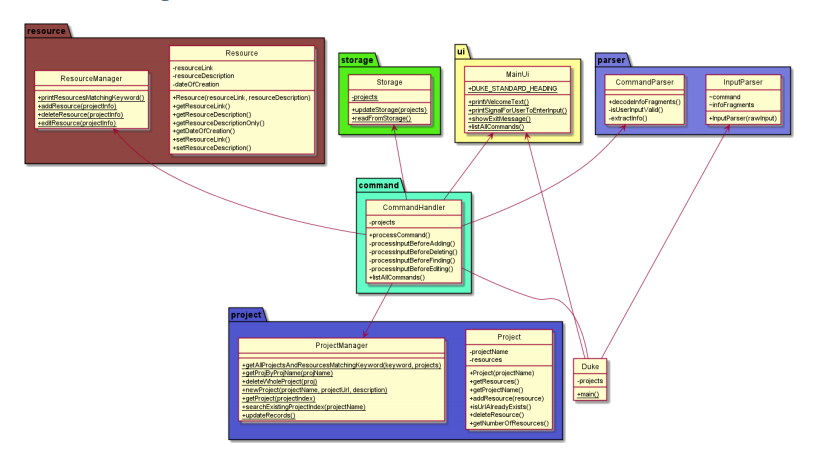 resource
ResourceManager
+printResourcesMatchingKeyword()
+addResource(projectInfo)
+deleteResource(projectInfo)
+editResource(projectInfo)
Resource
-resourceLink
-resourceDescription
-dateOfCreation
+Resource(resourceLink, resourceDescription)
+getResourceLink()
+getResourceDescription()
+getResourceDescriptionOnly()
+getDateOfCreation()
+setResourceLink()
+setResourceDescription()
storage
Storage
-projects
+updateStorage(projects)
+readFromStorage()
ui
MainUi
+DUKE_STANDARD_HEADING
+printWelcomeText()
+printSignalForUserToEnterInput()
+showExitMessage()
+listAllCommands()
parser
CommandParser
+decodeInfoFragments()
-isUserInputValid()
-extractInfo()
InputParser
~command
~infoFragments
+InputParser(rawInput)
command
CommandHandler
-projects
+processCommand()
-processInputBeforeAdding()
-processInputBeforeDeleting()
-processInputBeforeFinding()
-processInputBeforeEditing()
+listAllCommands()
project
ProjectManager
+getAllProjectsAndResourcesMatchingKeyword(keyword, projects)
+getProjByProjName(projName)
+deleteWholeProject(proj)
+newProject(projectName, projectUrl, description)
+getProject(projectIndex)
+searchExistingProjectIndex(projectName)
+updateRecords()
Project
-projectName
-resources
+Project(projectName)
+getResources()
+getProjectName()
+addResource(resource)
+isUrlAlreadyExists()
+deleteResource()
+getNumberOfResources()
Duke
-projects
+main()